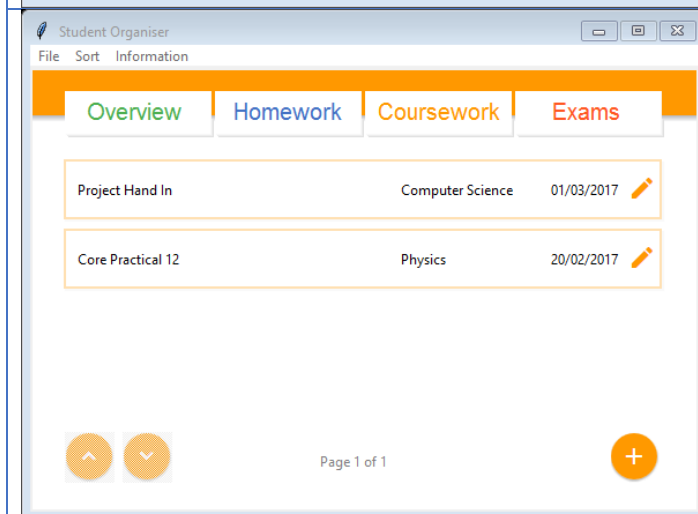 Student Organiser
File Sort Information
Overview Homework Coursework Exams
Project Hand In Computer Science 01/03/2017
Core Practical 12 Physics 20/02/2017
Page 1 of 1